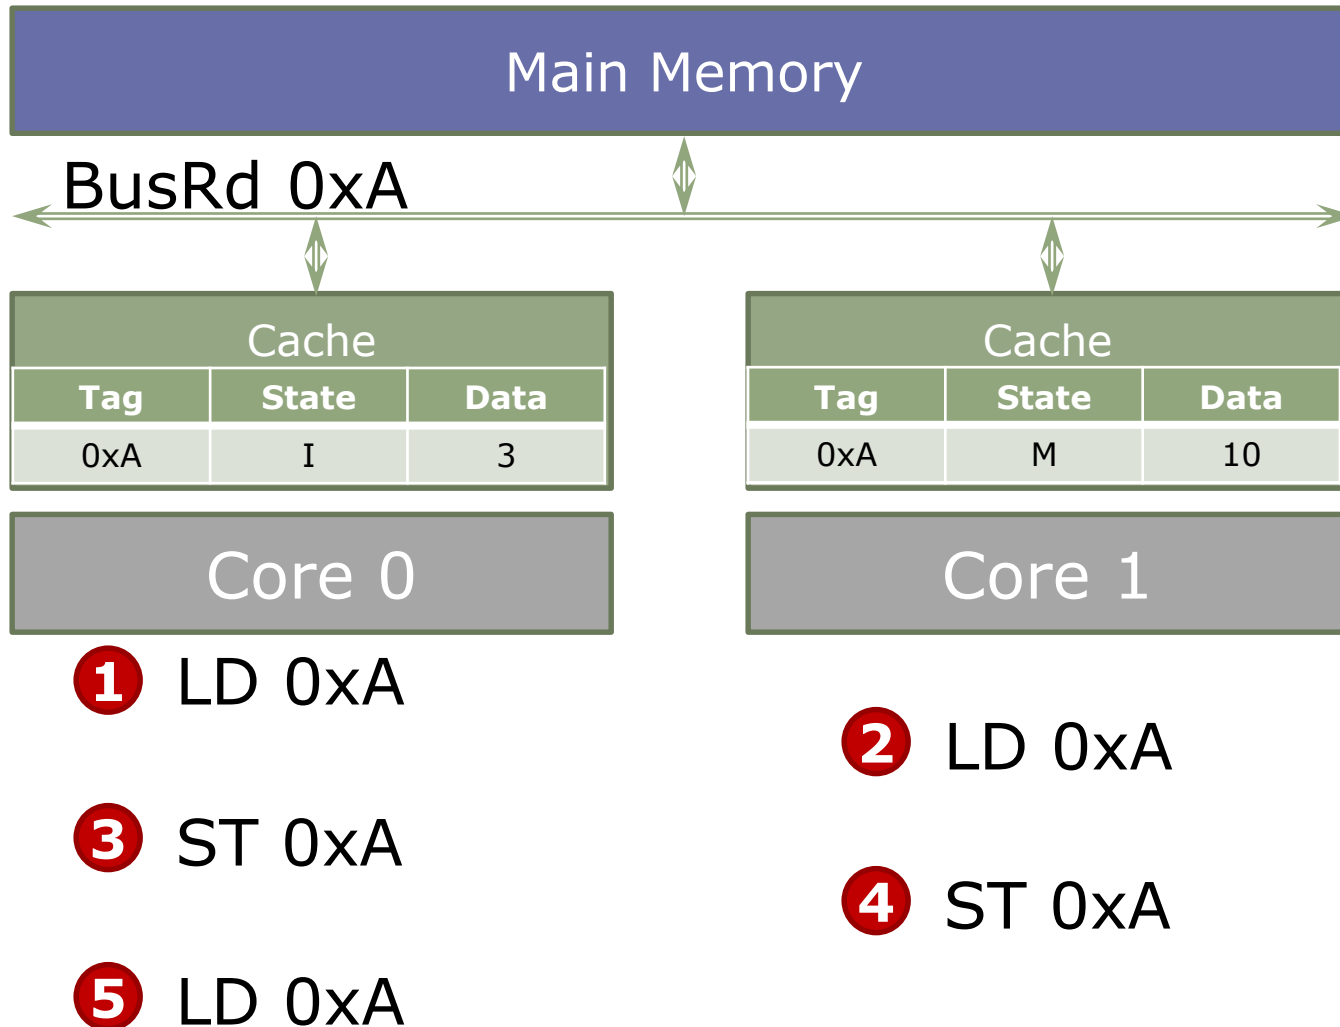 Main Memory
BusRd 0xA
Cache
Tag State Data
0xA I 3
Cache
Tag State Data
0xA M 10
Core 0
Core 1
1 LD 0xA
2 LD 0xA
3 ST 0xA
4 ST 0xA
5 LD 0xA